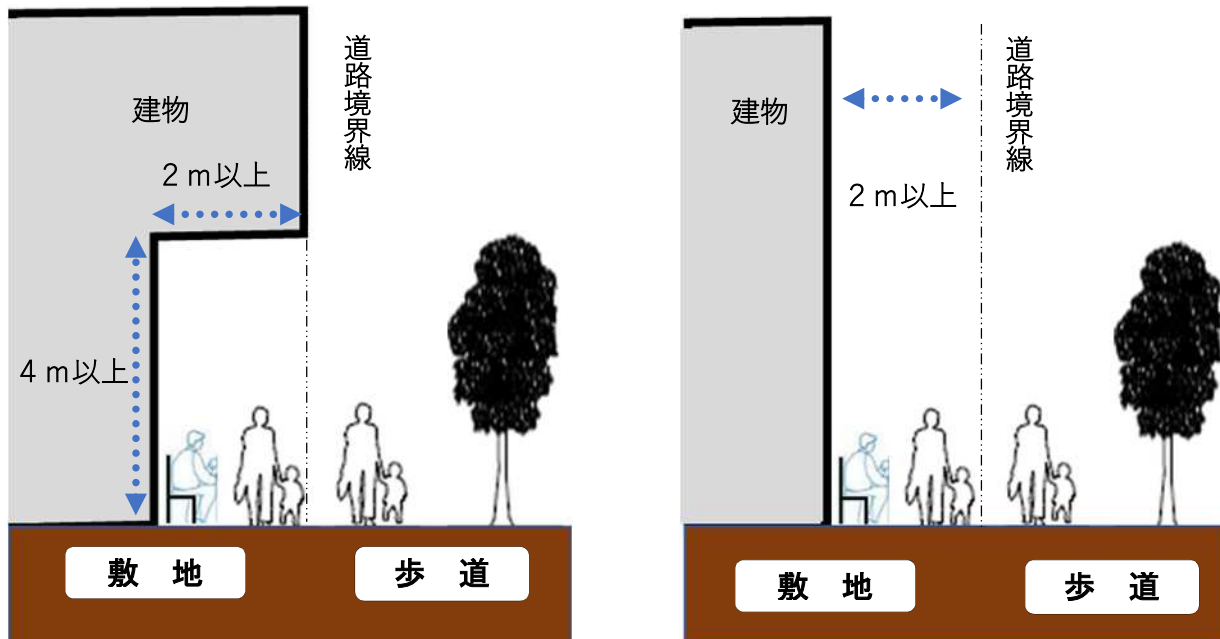 建物
道路境界線
２ｍ以上
４ｍ以上
敷　地
歩　道
建物
道路境界線
２ｍ以上
敷　地
歩　道